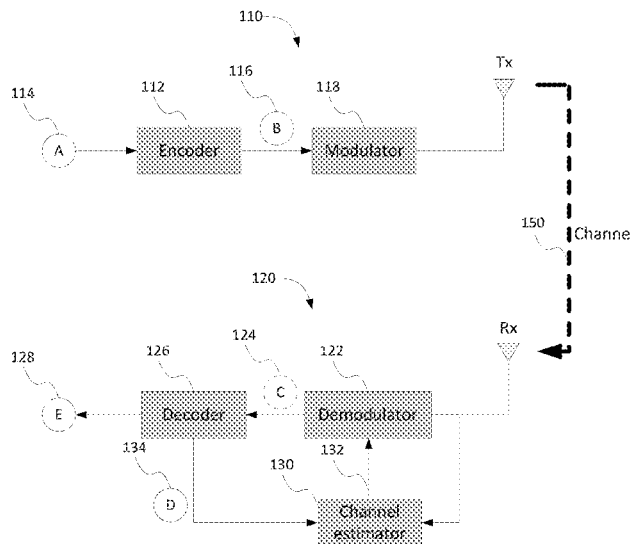 110
Tx
114
112
116
118
A
Encoder
B
Modulator
150
Channe
120
Rx
128
126
124
122
E
Decoder
C
Demodulator
134
130
132
D
Channel
estimator